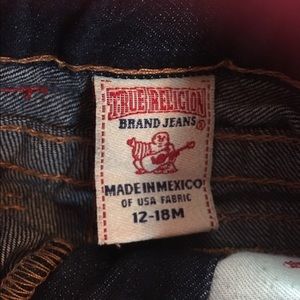 TRUE RELIGION
BRAND JEANS®
MADE IN MEXICO
OF USA FABRIC
12-18M